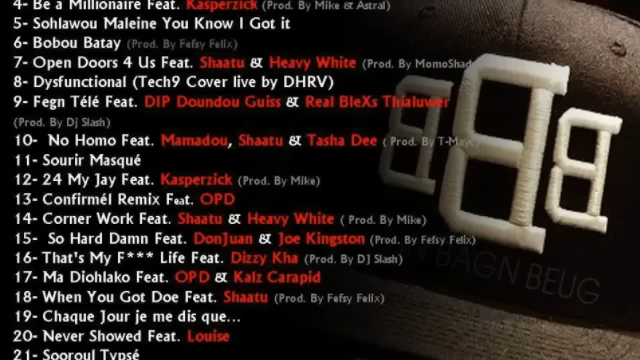 4- Be a Millionaire Feat. Kasperzick (Prod. By Mike & Astral)
5- Sohlawou Maleine You Know I Got it
6- Bobou Batay (Prod. By Fefsy Felix)
7- Open Doors 4 Us Feat. Shaatu & Heavy White (Prod. By MomoShad
8- Dysfunctional (Tech9 Cover live by DHRV)
9- Fegn Télé Feat. DIP Doundou Guiss & Real BleXs Thialuwer
(Prod. By Dj Slash)
10- No Homo Feat. Mamadou, Shaatu & Tasha Dee ( Prod. By T-May
11- Sourir Masqué
12- 24 My Jay Feat. Kasperzick (Prod. By Mike)
13- Confirmél Remix Feat. OPD
14- Corner Work Feat. Shaatu & Heavy White ( Prod. By Mike)
15- So Hard Damn Feat. DonJuan & Joe Kingston (Prod. By Fefsy Felix)
16- That's My F*** Life Feat. Dizzy Kha (Prod. By DJ Slash)
17- Ma Diohlako Feat. OPD & Kalz Carapid
18- When You Got Doe Feat. Shaatu (Prod. By Fefsy Felix)
19- Chaque Jour je me dis que...
20- Never Showed Feat. Louise
21- Sooroul Typsé
888
BAGN BEUG